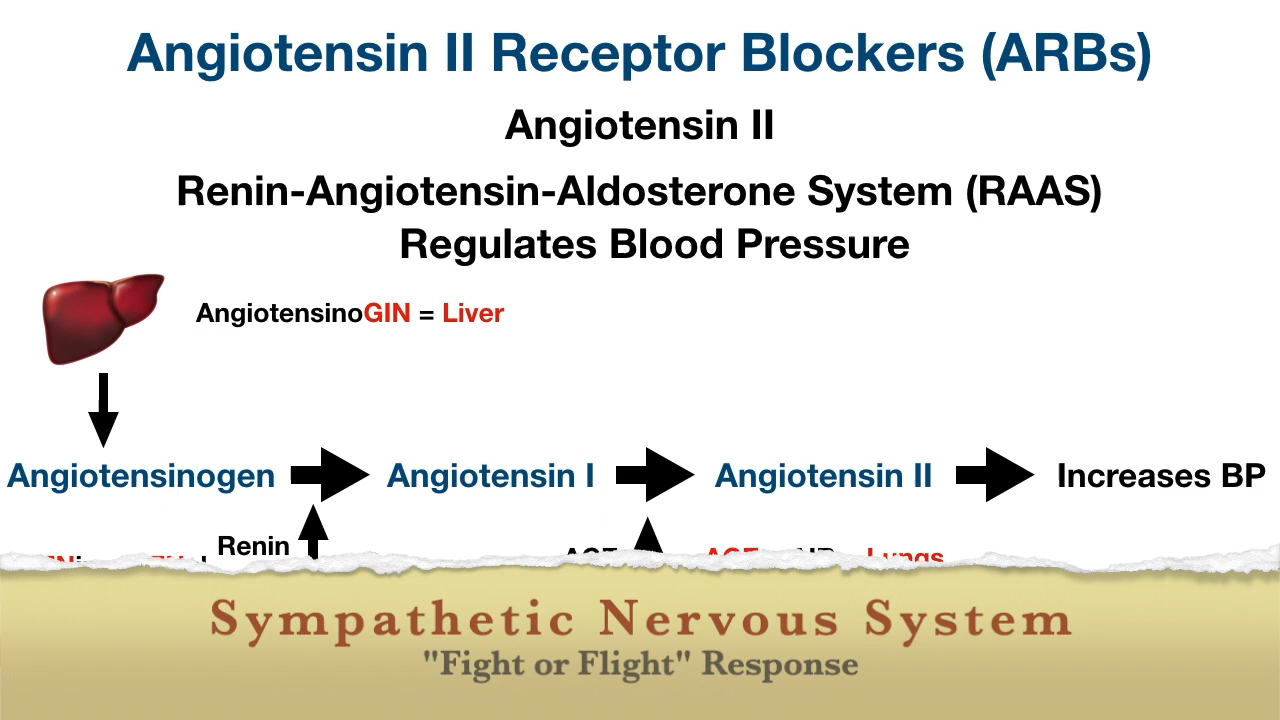 Angiotensin II Receptor Blockers (ARBs)
Angiotensin II
Renin-Angiotensin-Aldosterone System (RAAS)
Regulates Blood Pressure
AngiotensinoGIN = Liver
Angiotensinogen Angiotensin I Angiotensin II Increases BP
Renin
Lungs
Sympathetic Nervous System
"Fight or Flight" Response